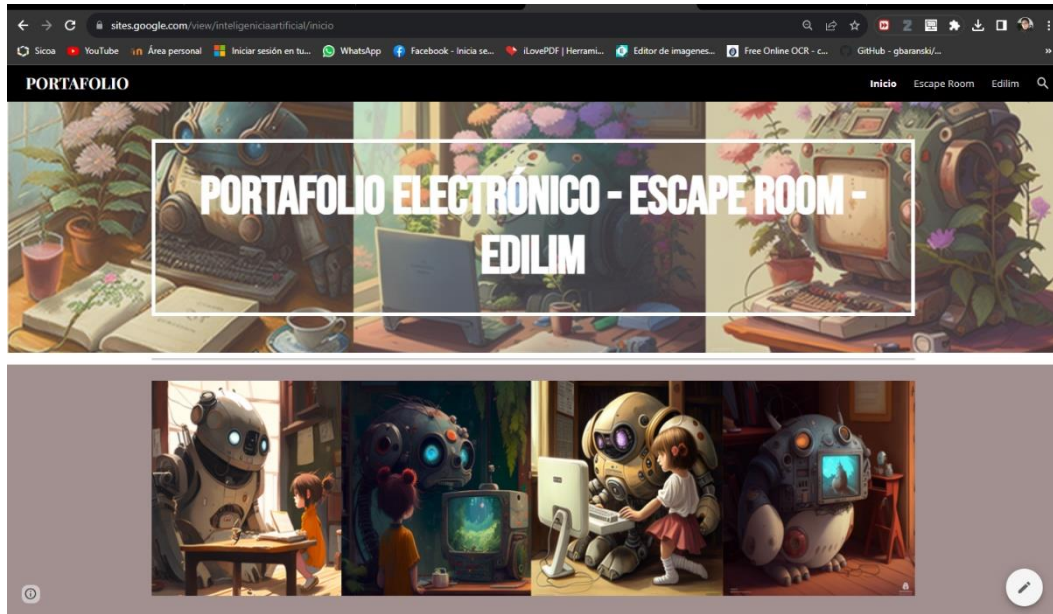 sites.google.com/view/inteligeniciaartificial/inicio
Sicoa YouTube Área personal Iniciar sesión en tu... WhatsApp Facebook - Inicia se... iLovePDF | Herrami... Editor de imagenes... Free Online OCR - c... GitHub - gbaranski/... »
PORTAFOLIO Inicio Escape Room Edilim
PORTAFOLIO ELECTRÓNICO - ESCAPE ROOM -
EDILIM